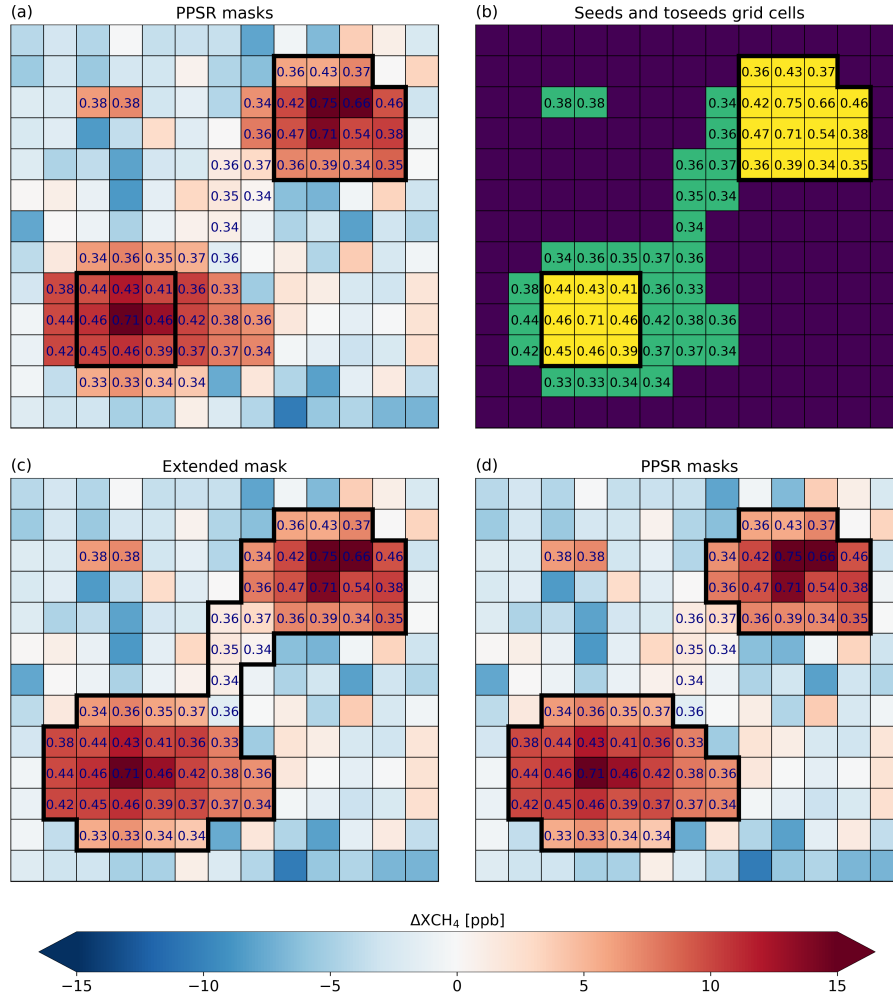 (a) PPSR masks
0.36 0.43 0.37
0.38 0.38 0.34 0.42 0.75 0.66 0.46
0.36 0.47 0.71 0.54 0.38
0.36 0.37 0.36 0.39 0.34 0.35
0.35 0.34
0.34
0.34 0.36 0.35 0.37 0.36
0.38 0.44 0.43 0.41 0.36 0.33
0.44 0.46 0.71 0.46 0.42 0.38 0.36
0.42 0.45 0.46 0.39 0.37 0.37 0.34
0.33 0.33 0.34 0.34
(b) Seeds and toseeds grid cells
0.36 0.43 0.37
0.38 0.38 0.34 0.42 0.75 0.66 0.46
0.36 0.47 0.71 0.54 0.38
0.36 0.37 0.36 0.39 0.34 0.35
0.35 0.34
0.34
0.34 0.36 0.35 0.37 0.36
0.38 0.44 0.43 0.41 0.36 0.33
0.44 0.46 0.71 0.46 0.42 0.38 0.36
0.42 0.45 0.46 0.39 0.37 0.37 0.34
0.33 0.33 0.34 0.34
(c) Extended mask
0.36 0.43 0.37
0.38 0.38 0.34 0.42 0.75 0.66 0.46
0.36 0.47 0.71 0.54 0.38
0.36 0.37 0.36 0.39 0.34 0.35
0.35 0.34
0.34
0.34 0.36 0.35 0.37 0.36
0.38 0.44 0.43 0.41 0.36 0.33
0.44 0.46 0.71 0.46 0.42 0.38 0.36
0.42 0.45 0.46 0.39 0.37 0.37 0.34
0.33 0.33 0.34 0.34
(d) PPSR masks
0.36 0.43 0.37
0.38 0.38 0.34 0.42 0.75 0.66 0.46
0.36 0.47 0.71 0.54 0.38
0.36 0.37 0.36 0.39 0.34 0.35
0.35 0.34
0.34
0.34 0.36 0.35 0.37 0.36
0.38 0.44 0.43 0.41 0.36 0.33
0.44 0.46 0.71 0.46 0.42 0.38 0.36
0.42 0.45 0.46 0.39 0.37 0.37 0.34
0.33 0.33 0.34 0.34
ΔXCH₄ [ppb]
−15 −10 −5 0 5 10 15